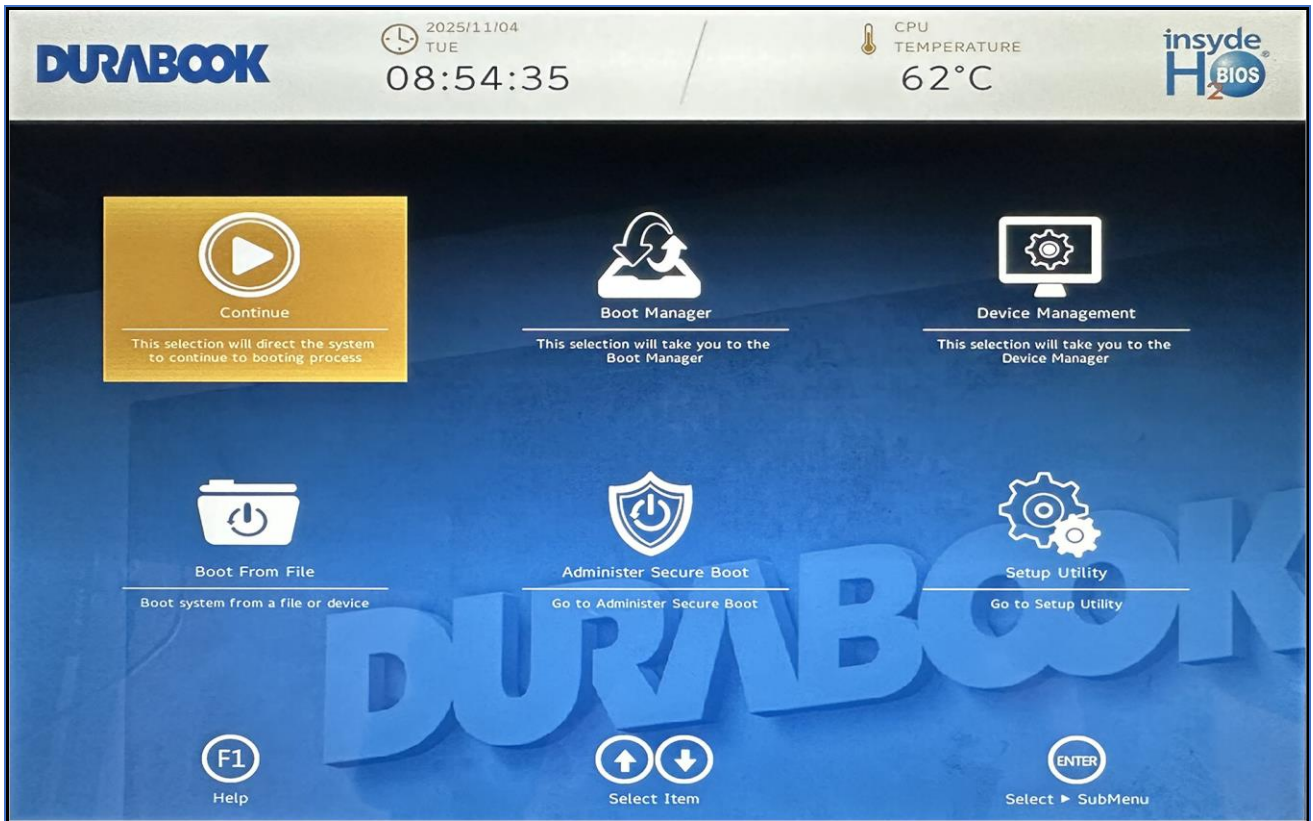 DURABOOK
2025/11/04
TUE
08:54:35
CPU
TEMPERATURE
62°C
insyde
H2BIOS®
Continue
This selection will direct the system
to continue to booting process
Boot Manager
This selection will take you to the
Boot Manager
Device Management
This selection will take you to the
Device Manager
Boot From File
Boot system from a file or device
Administer Secure Boot
Go to Administer Secure Boot
Setup Utility
Go to Setup Utility
DURABOOK
F1
Help
Select Item
ENTER
Select ▶ SubMenu